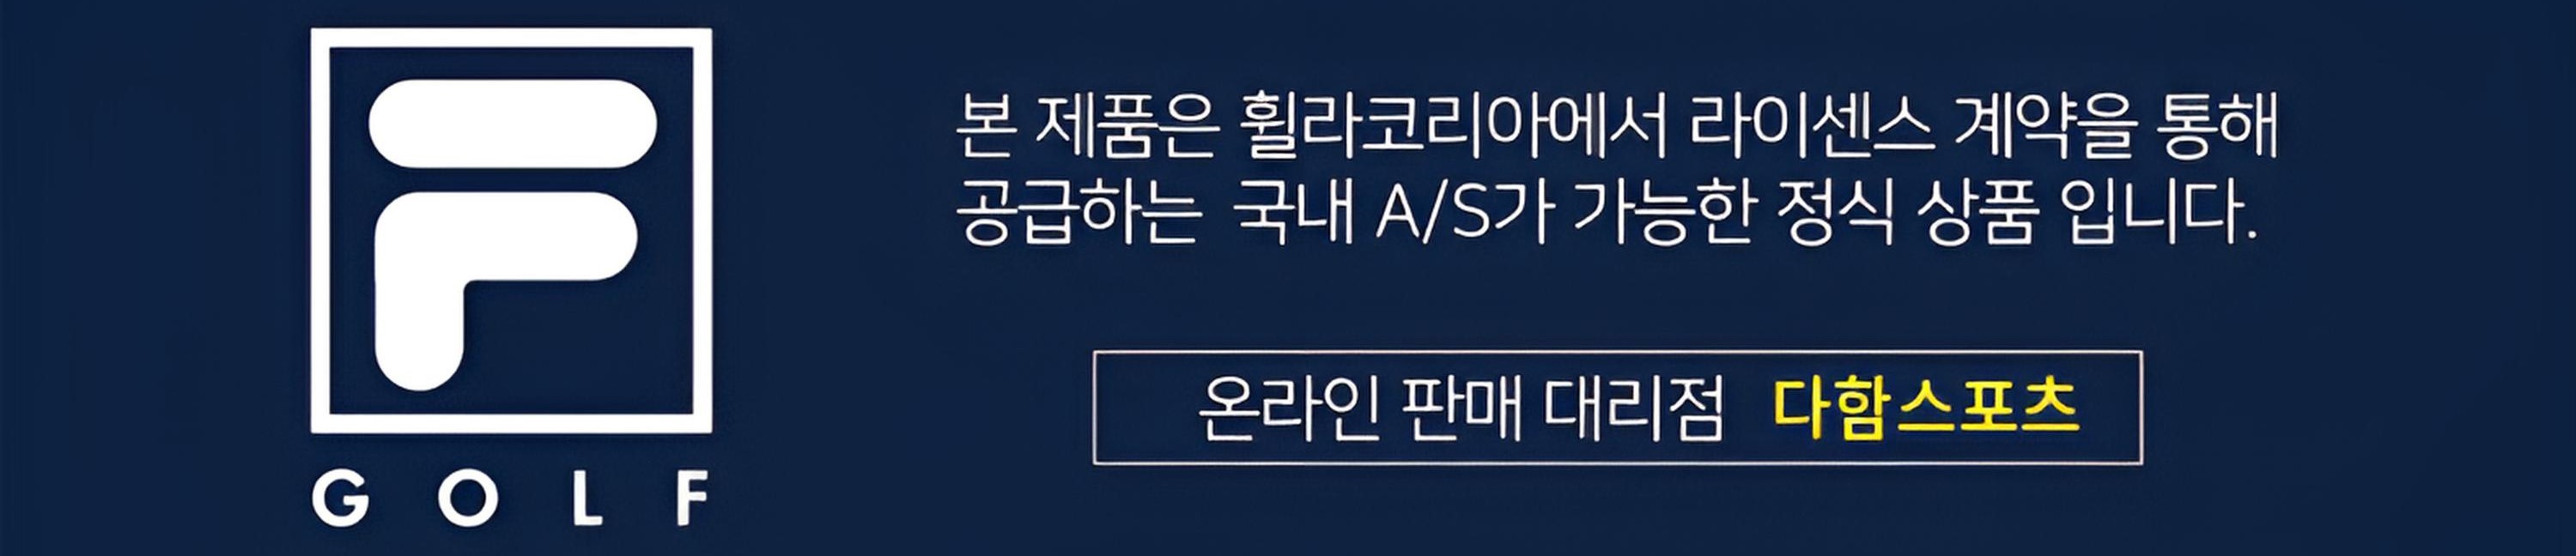 F
GOLF
본 제품은 휠라코리아에서 라이센스 계약을 통해
공급하는 국내 A/S가 가능한 정식 상품 입니다.
온라인 판매 대리점 다함스포츠